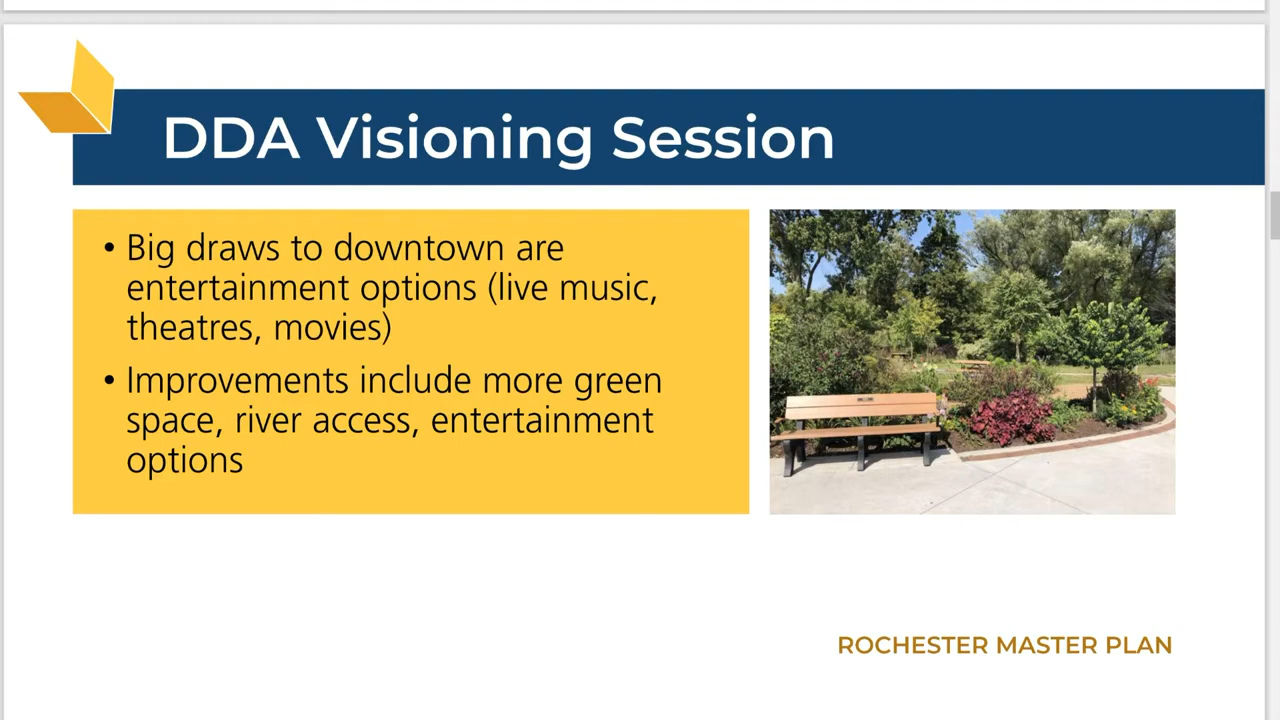 DDA Visioning Session
• Big draws to downtown are
entertainment options (live music,
theatres, movies)
• Improvements include more green
space, river access, entertainment
options
ROCHESTER MASTER PLAN